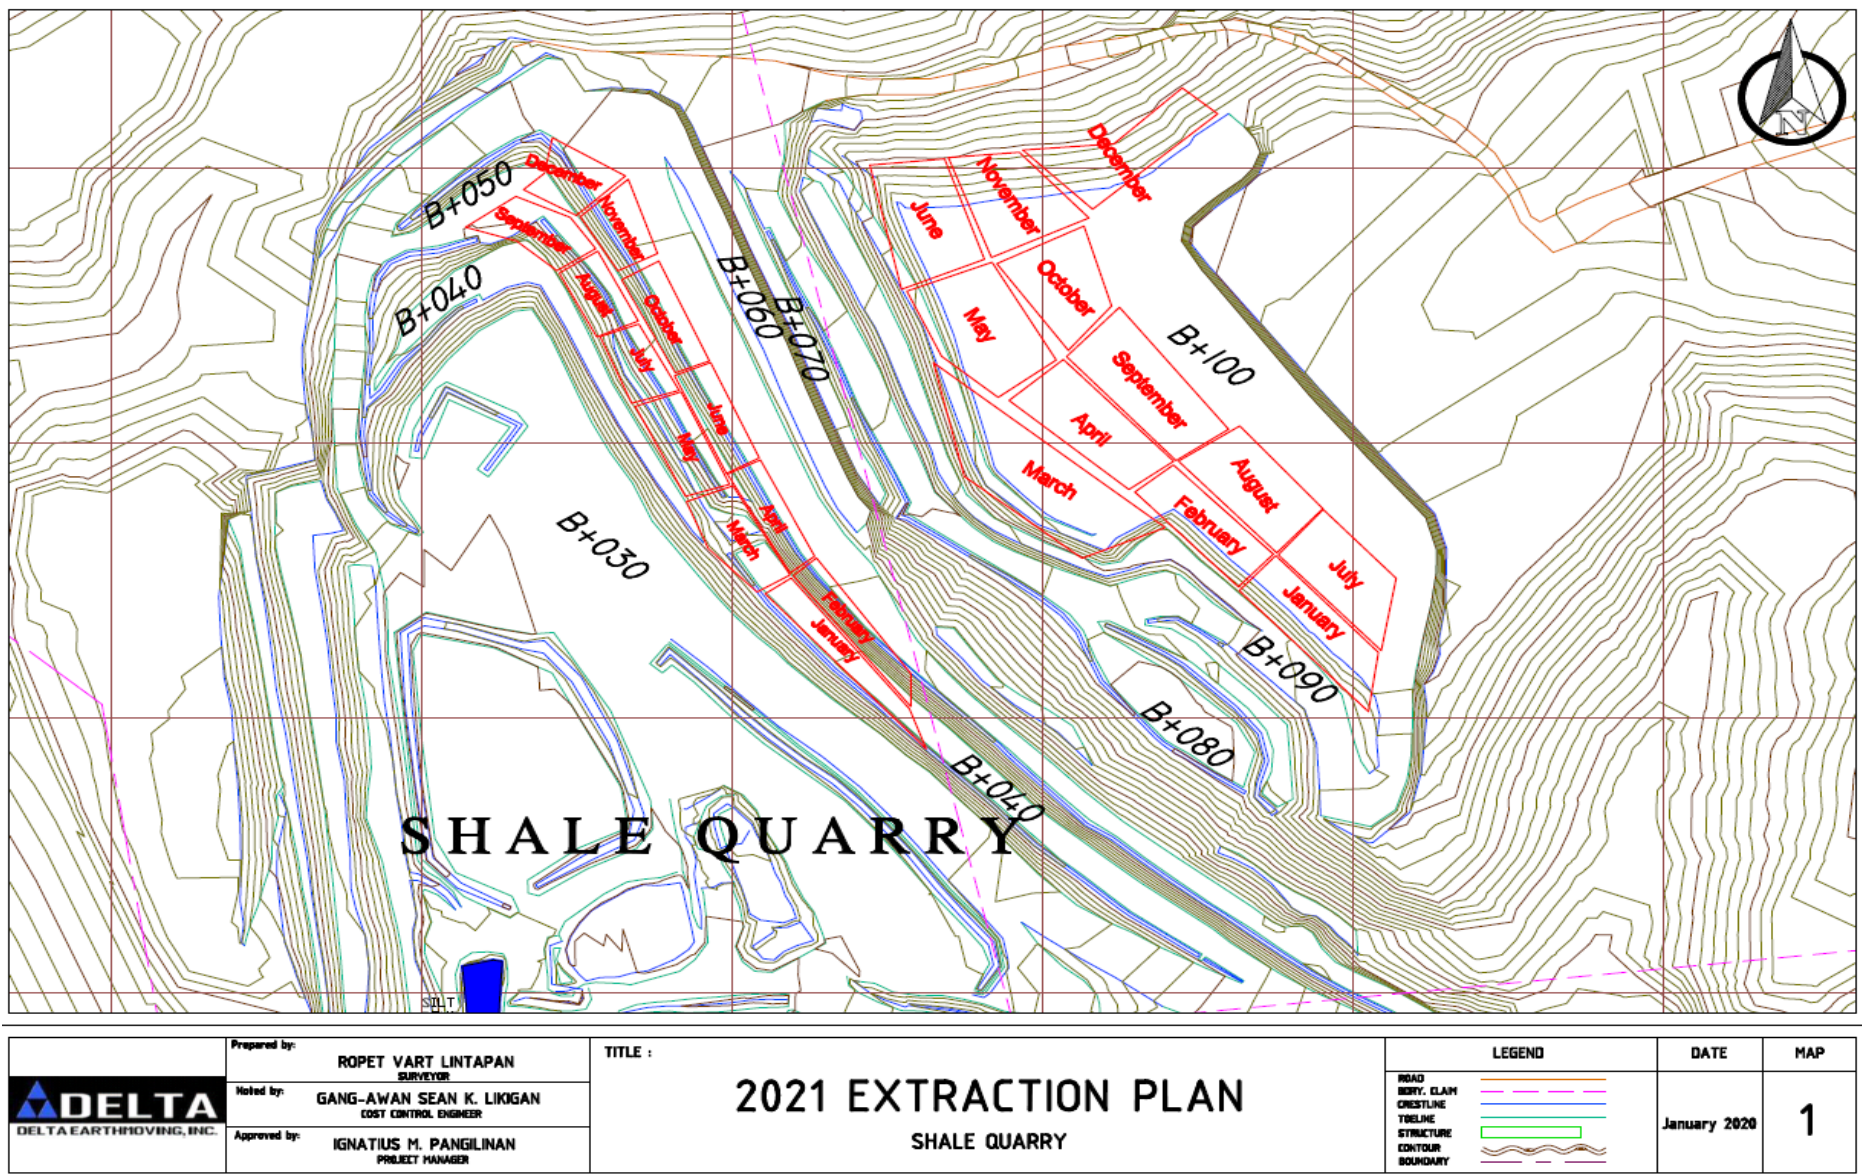 December
December
B+050
November
November
June
September
B+040
August
October
October
B+060
B+070
May
B+100
July
September
June
April
May
March
August
April
March
February
B+030
July
February
January
January
B+090
B+080
B+040
SHALE QUARRY
SILT
N
DELTA
DELTA EARTHMOVING, INC.
Prepared by:
ROPET VART LINTAPAN
SURVEYOR
Noted by:
GANG-AWAN SEAN K. LIKIGAN
COST CONTROL ENGINEER
Approved by:
IGNATIUS M. PANGILINAN
PROJECT MANAGER
TITLE :
2021 EXTRACTION PLAN
SHALE QUARRY
LEGEND
ROAD
BDRY. CLAIM
CRESTLINE
TOELINE
STRUCTURE
CONTOUR
BOUNDARY
DATE
January 2020
MAP
1